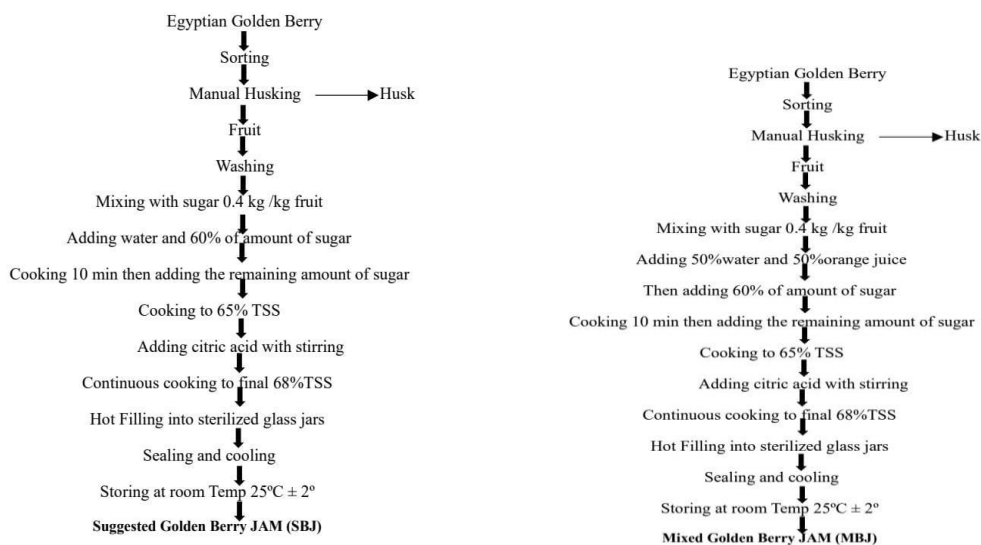 Egyptian Golden Berry
Sorting
Manual Husking
Husk
Fruit
Washing
Mixing with sugar 0.4 kg /kg fruit
Adding water and 60% of amount of sugar
Cooking 10 min then adding the remaining amount of sugar
Cooking to 65% TSS
Adding citric acid with stirring
Continuous cooking to final 68%TSS
Hot Filling into sterilized glass jars
Sealing and cooling
Storing at room Temp 25ºC ± 2º
Suggested Golden Berry JAM (SBJ)
Egyptian Golden Berry
Sorting
Manual Husking
Husk
Fruit
Washing
Mixing with sugar 0.4 kg /kg fruit
Adding 50%water and 50%orange juice
Then adding 60% of amount of sugar
Cooking 10 min then adding the remaining amount of sugar
Cooking to 65% TSS
Adding citric acid with stirring
Continuous cooking to final 68%TSS
Hot Filling into sterilized glass jars
Sealing and cooling
Storing at room Temp 25ºC ± 2º
Mixed Golden Berry JAM (MBJ)